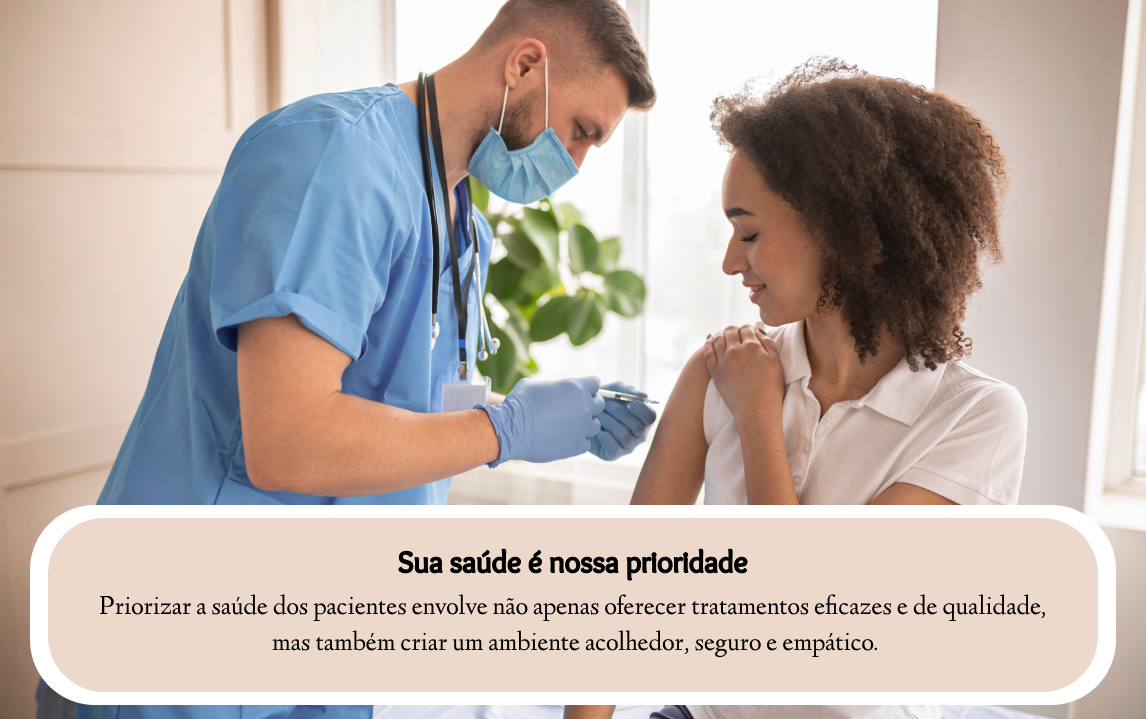 Sua saúde é nossa prioridade
Priorizar a saúde dos pacientes envolve não apenas oferecer tratamentos eficazes e de qualidade,
mas também criar um ambiente acolhedor, seguro e empático.